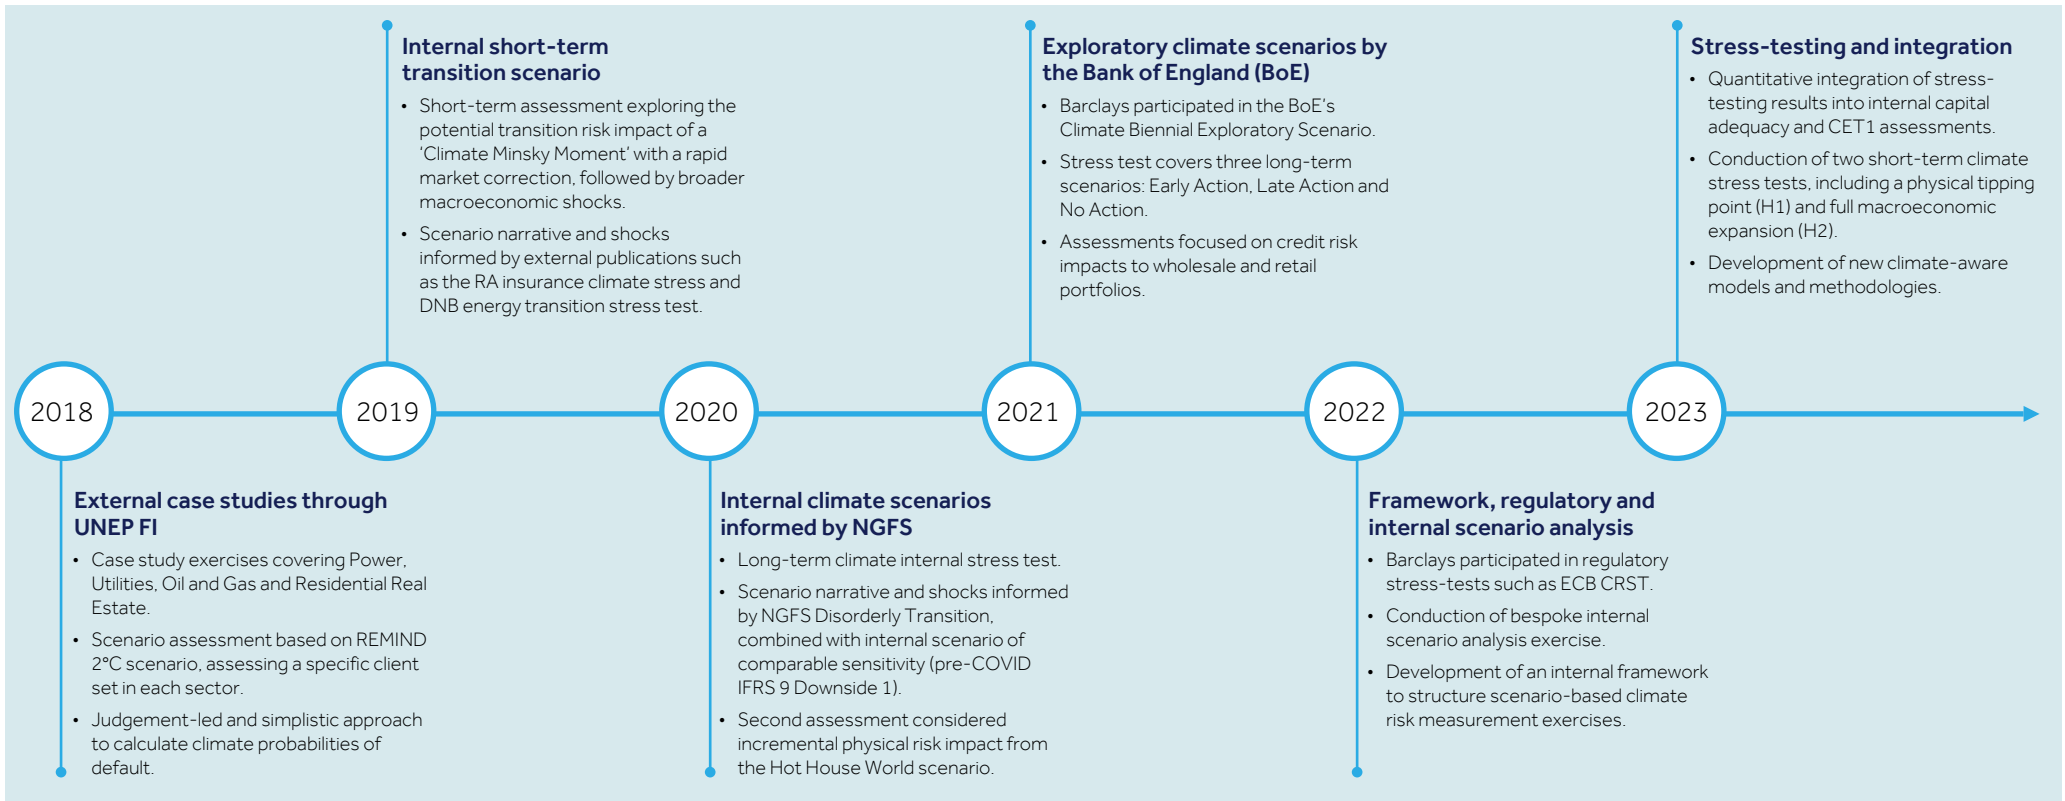 Internal short-term
transition scenario
• Short-term assessment exploring the
potential transition risk impact of a
'Climate Minsky Moment' with a rapid
market correction, followed by broader
macroeconomic shocks.
• Scenario narrative and shocks
informed by external publications such
as the RA insurance climate stress and
DNB energy transition stress test.
Exploratory climate scenarios by
the Bank of England (BoE)
• Barclays participated in the BoE's
Climate Biennial Exploratory Scenario.
• Stress test covers three long-term
scenarios: Early Action, Late Action and
No Action.
• Assessments focused on credit risk
impacts to wholesale and retail
portfolios.
Stress-testing and integration
• Quantitative integration of stress-
testing results into internal capital
adequacy and CET1 assessments.
• Conduction of two short-term climate
stress tests, including a physical tipping
point (H1) and full macroeconomic
expansion (H2).
• Development of new climate-aware
models and methodologies.
2018
2019
2020
2021
2022
2023
External case studies through
UNEP FI
• Case study exercises covering Power,
Utilities, Oil and Gas and Residential Real
Estate.
• Scenario assessment based on REMIND
2°C scenario, assessing a specific client
set in each sector.
• Judgement-led and simplistic approach
to calculate climate probabilities of
default.
Internal climate scenarios
informed by NGFS
• Long-term climate internal stress test.
• Scenario narrative and shocks informed
by NGFS Disorderly Transition,
combined with internal scenario of
comparable sensitivity (pre-COVID
IFRS 9 Downside 1).
• Second assessment considered
incremental physical risk impact from
the Hot House World scenario.
Framework, regulatory and
internal scenario analysis
• Barclays participated in regulatory
stress-tests such as ECB CRST.
• Conduction of bespoke internal
scenario analysis exercise.
• Development of an internal framework
to structure scenario-based climate
risk measurement exercises.